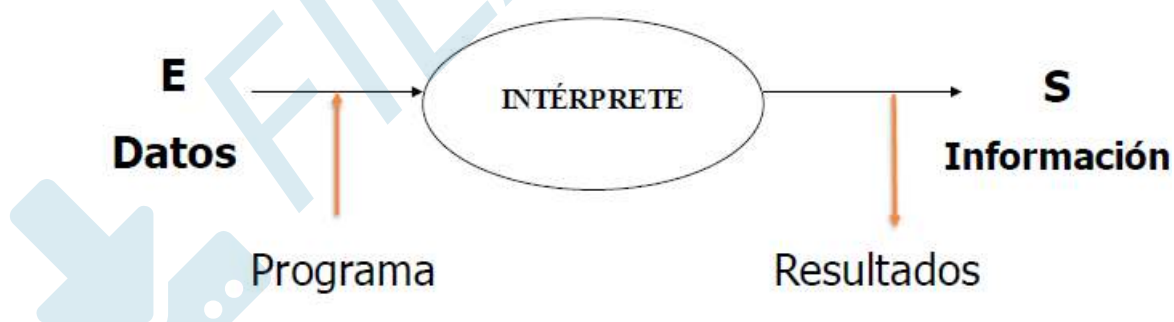 E
INTÉRPRETE
S
Datos
Información
Programa
Resultados